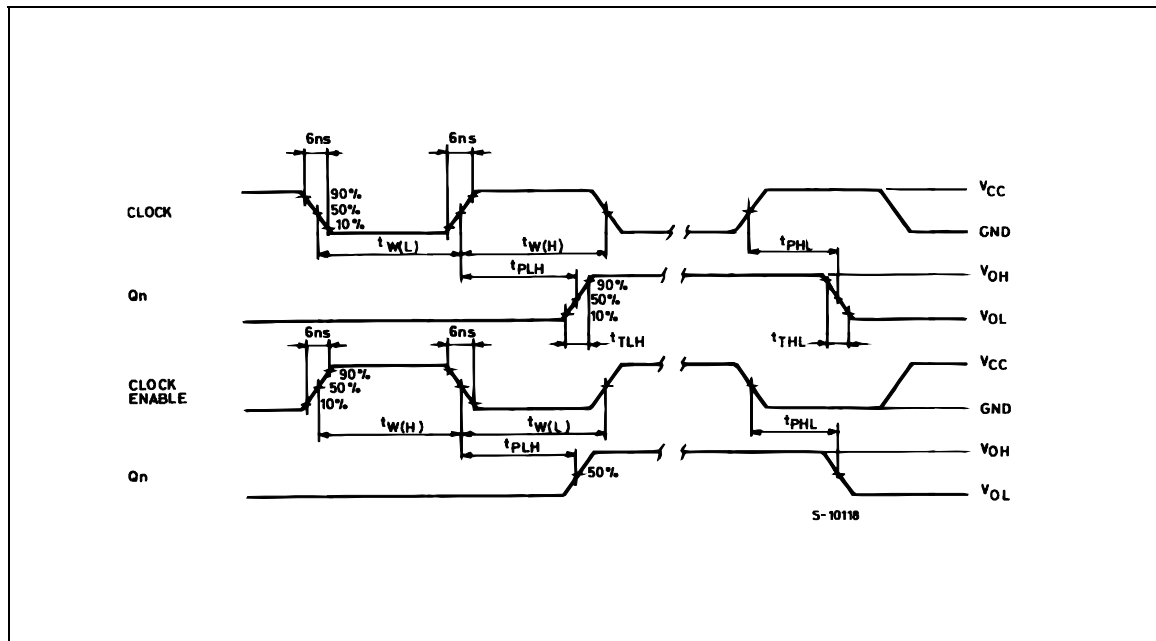 6ns 6ns
CLOCK 90% 50% 10% VCC
GND
tW(L) tW(H) tPHL
tPLH
Qn 90% 50% 10% VOH
VOL
tTLH tTHL
6ns 6ns
CLOCK ENABLE 90% 50% 10% VCC
GND
tW(H) tW(L) tPHL
tPLH
Qn 50% VOH
VOL
S-10118